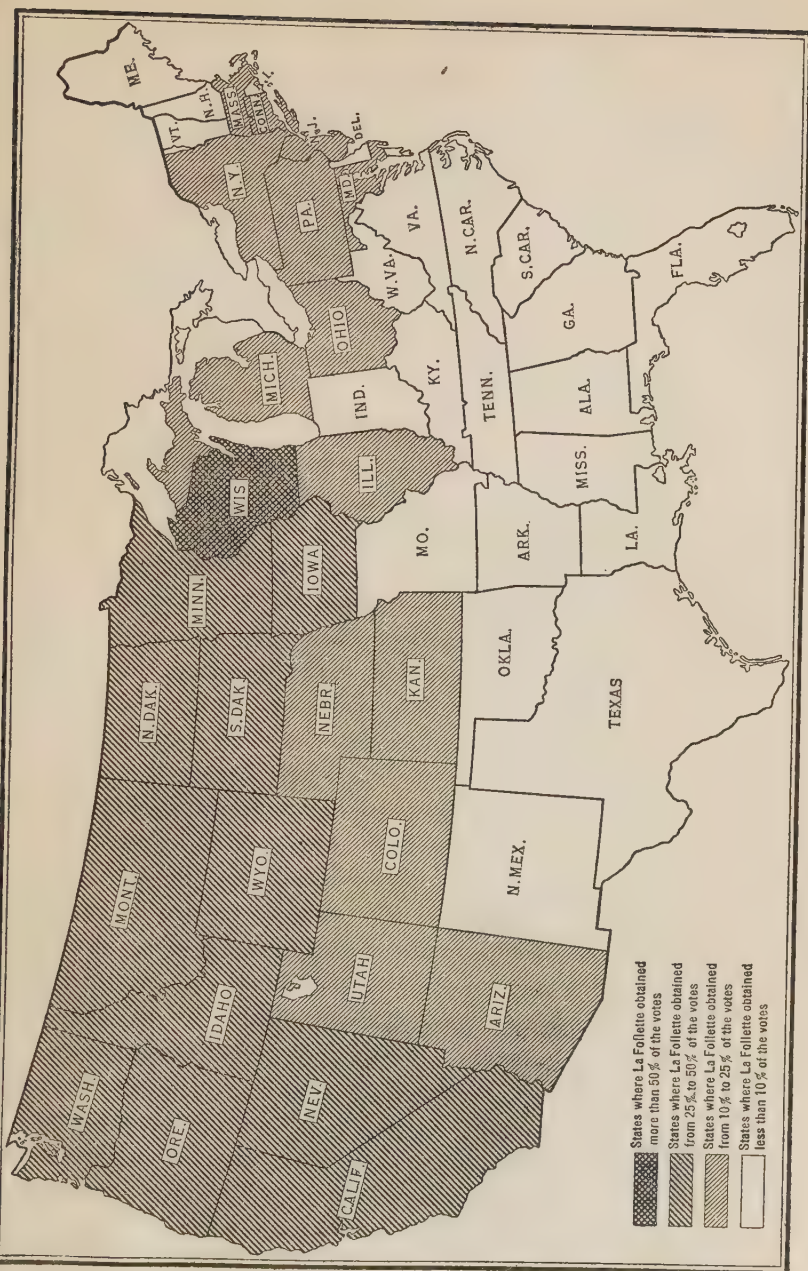 WASH.
ORE.
CALIF.
NEV.
IDAHO
MONT.
WYO.
UTAH
ARIZ.
COLO.
N.MEX.
N.DAK.
S.DAK.
NEBR.
KAN.
OKLA.
TEXAS
MINN.
IOWA
MO.
ARK.
LA.
WIS
ILL.
MICH.
IND.
OHIO
KY.
TENN.
MISS.
ALA.
GA.
FLA.
S.CAR.
N.CAR.
VA.
W.VA.
MD.
DEL.
PA.
N.Y.
CONN.
MASS.
VT.
N.H.
ME.
States where La Follette obtained
more than 50% of the votes
States where La Follette obtained
from 25% to 50% of the votes
States where La Follette obtained
from 10% to 25% of the votes
States where La Follette obtained
less than 10% of the votes